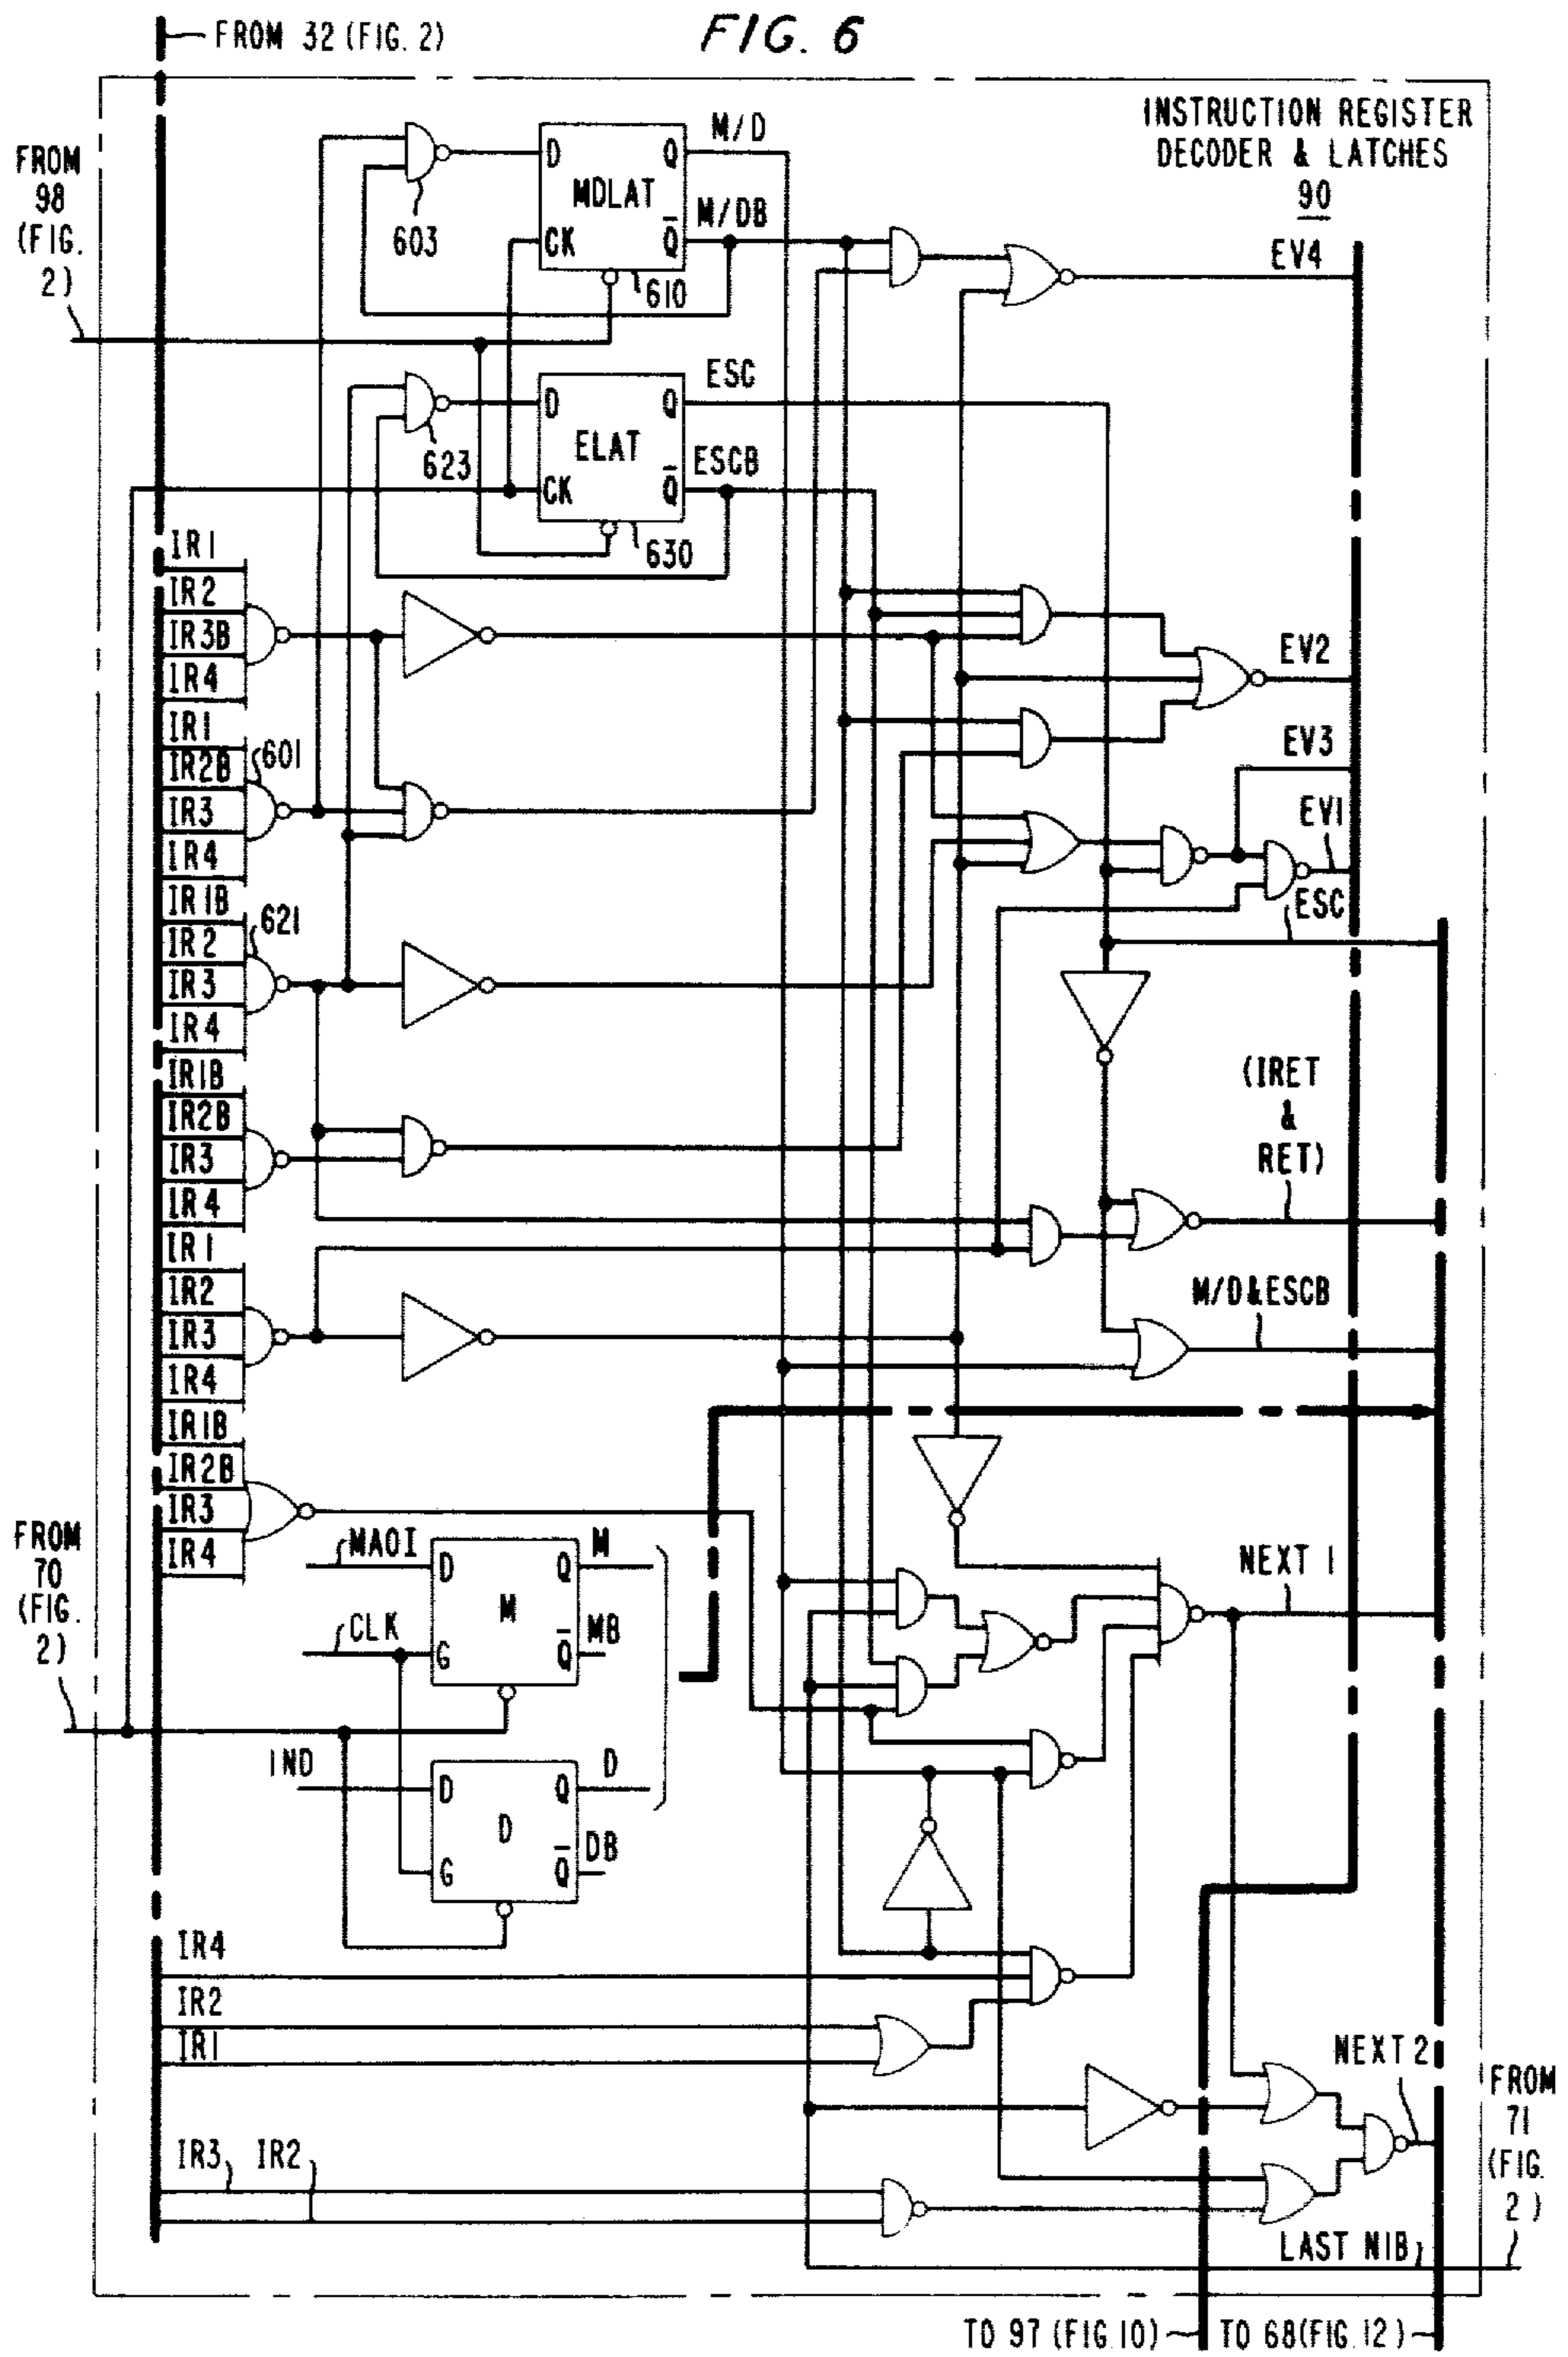 FIG. 6
FROM 32 (FIG. 2)
INSTRUCTION REGISTER
DECODER & LATCHES
90
FROM
98
(FIG.
2)
603
D
Q
MDLAT
CK
Q̅
610
M/D
M/DB
EV4
623
D
Q
ELAT
CK
Q̅
630
ESC
ESCB
IR1
IR2
IR3B
IR4
EV2
IR1
IR2B
IR3
IR4
601
EV3
EV1
ESC
IR1B
IR2
IR3
IR4
621
IR1B
IR2B
IR3
IR4
(IRET
&
RET)
IR1
IR2
IR3
IR4
M/D&ESCB
IR1B
IR2B
IR3
IR4
FROM
70
(FIG.
2)
MAOI
D
Q
M
M
CLK
G
Q̅
MB
NEXT 1
IND
D
Q
D
D
G
Q̅
DB
IR4
IR2
IR1
NEXT 2
FROM
71
(FIG.
2)
IR3
IR2
LAST NIB
TO 97 (FIG. 10)
TO 68 (FIG. 12)